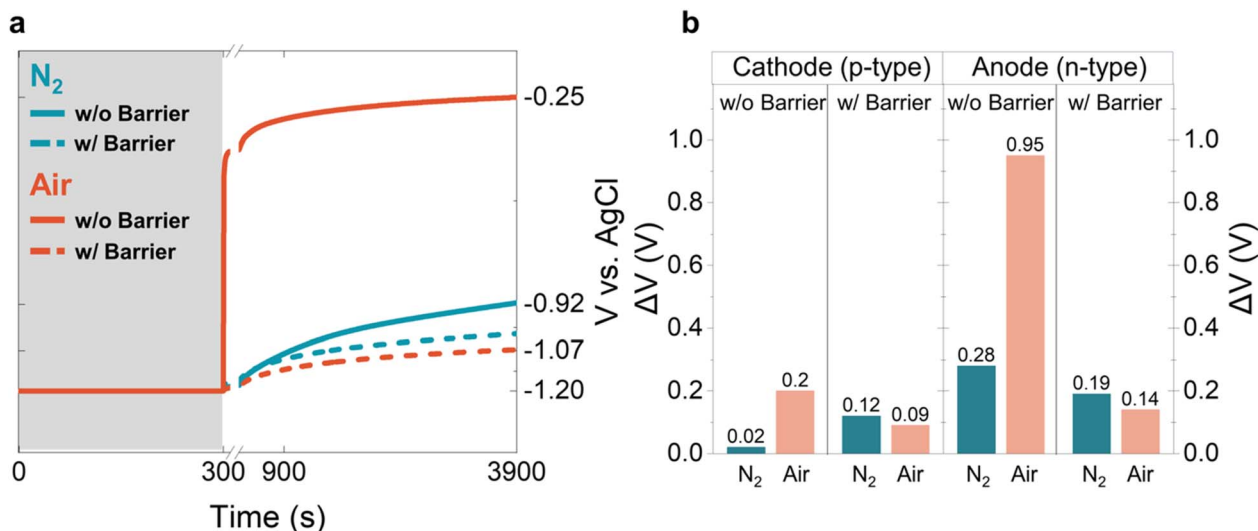 a
N₂
w/o Barrier
w/ Barrier
Air
w/o Barrier
w/ Barrier
-0.25
-0.92
-1.07
-1.20
V vs. AgCl
0
300
900
3900
Time (s)
b
Cathode (p-type)
Anode (n-type)
w/o Barrier
w/ Barrier
w/o Barrier
w/ Barrier
1.0
0.8
0.6
0.4
0.2
0.0
ΔV (V)
0.02
0.2
0.12
0.09
0.28
0.95
0.19
0.14
1.0
0.8
0.6
0.4
0.2
0.0
ΔV (V)
N₂ Air
N₂ Air
N₂ Air
N₂ Air